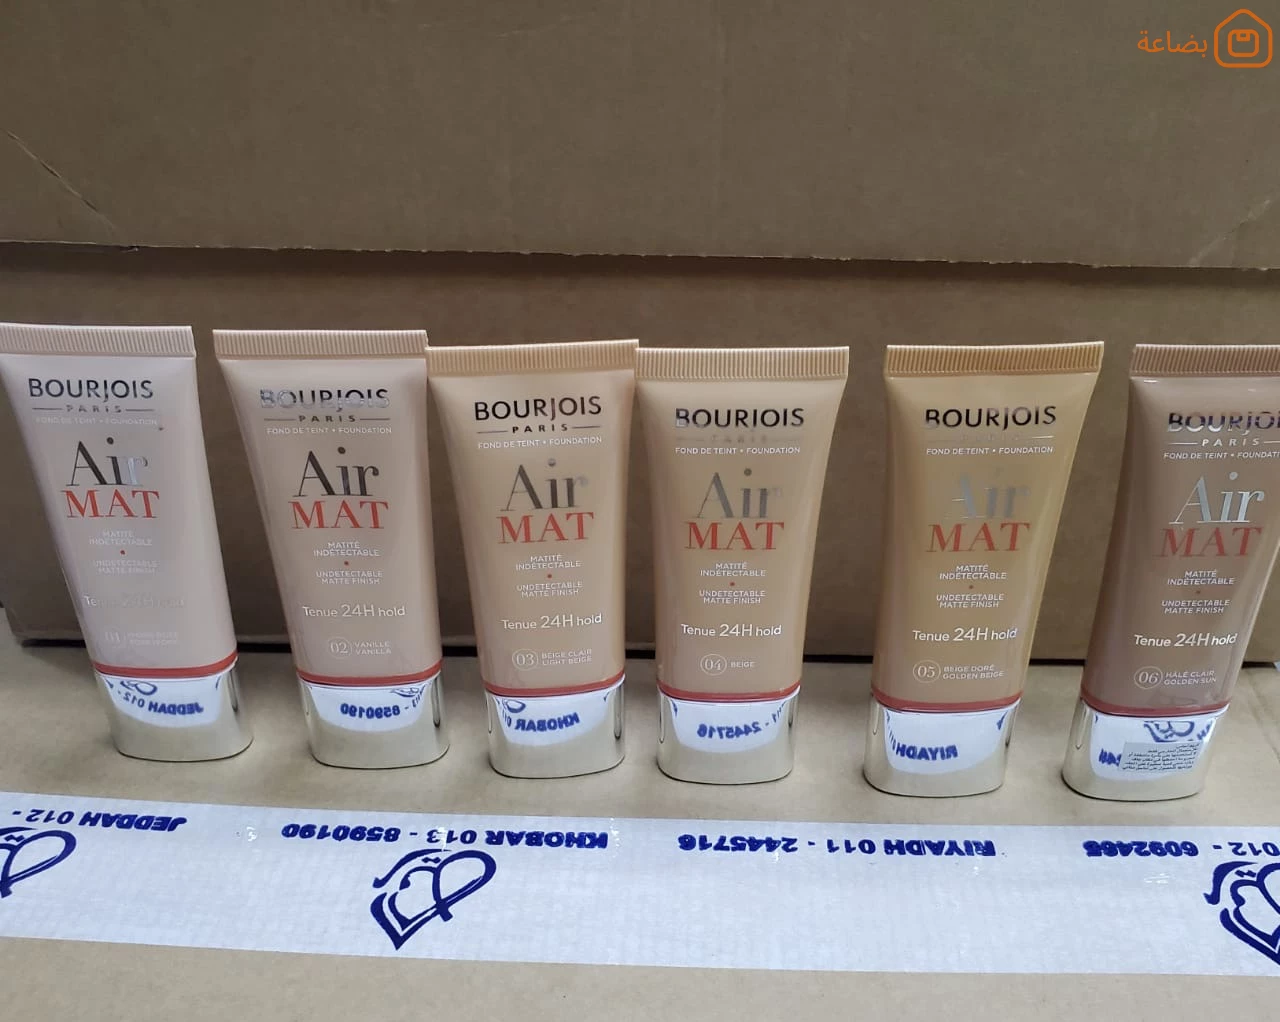 بضاعة
BOURJOIS
PARIS
FOND DE TEINT • FOUNDATION
Air
MAT
MATITÉ
INDÉTECTABLE
UNDETECTABLE
MATTE FINISH
Tenue 24H hold
01
BOURJOIS
PARIS
FOND DE TEINT • FOUNDATION
Air
MAT
MATITÉ
INDÉTECTABLE
UNDETECTABLE
MATTE FINISH
Tenue 24H hold
02 VANILLE
VANILLA
BOURJOIS
FOND DE TEINT • FOUNDATION
Air
MAT
MATITÉ
INDÉTECTABLE
UNDETECTABLE
MATTE FINISH
Tenue 24H hold
03 BEIGE CLAIR
LIGHT BEIGE
BOURJOIS
PARIS
FOND DE TEINT • FOUNDATION
Air
MAT
MATITÉ
INDÉTECTABLE
UNDETECTABLE
MATTE FINISH
Tenue 24H hold
04 BEIGE
BOURJOIS
FOND DE TEINT • FOUNDATION
Air
MAT
MATITÉ
INDÉTECTABLE
UNDETECTABLE
MATTE FINISH
Tenue 24H hold
05 BEIGE DORÉ
GOLDEN BEIGE
BOURJOI
PARIS
FOND DE TEINT • FOUNDATI
Air
MAT
MATITÉ
INDÉTECTABLE
UNDETECTABLE
MATTE FINISH
Tenue 24H hold
06 HÂLÉ CLAIR
GOLDEN SUN
012 - 6092465
RIYADH 011 - 2445716
KHOBAR 013 - 8590190
JEDDAH 012 -